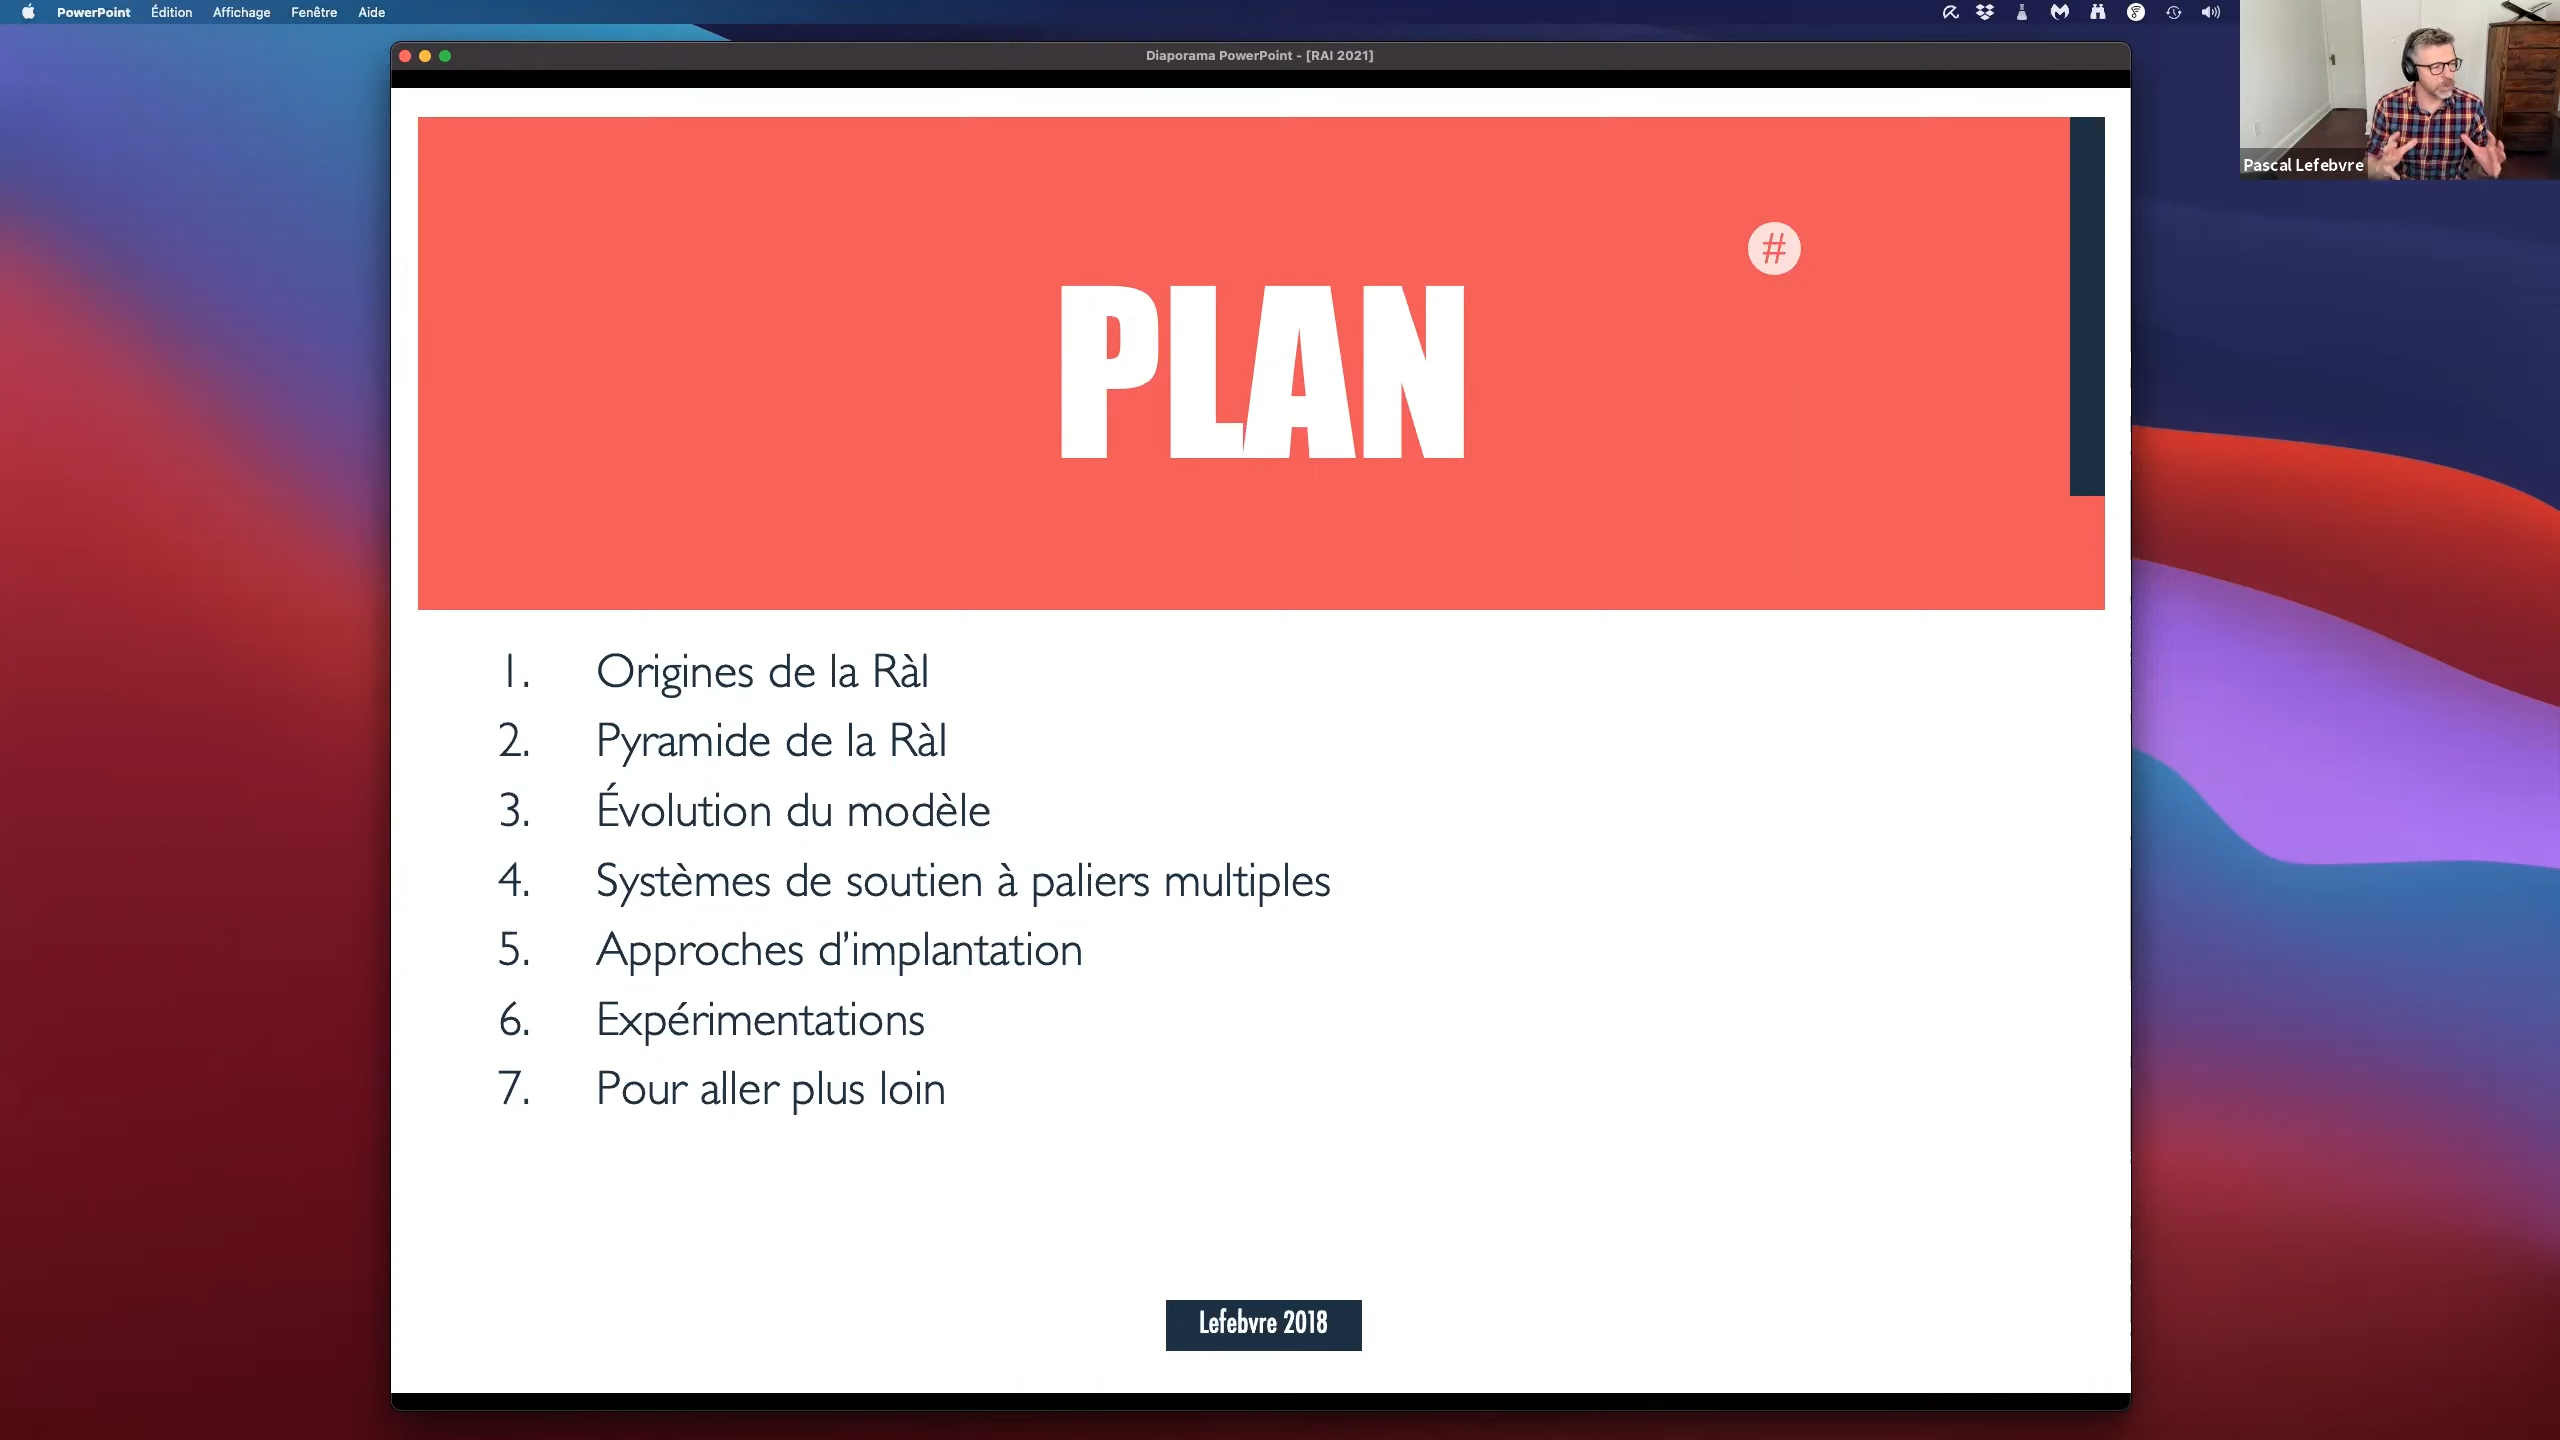 PowerPoint Édition Affichage Fenêtre Aide
Diaporama PowerPoint - [RAI 2021]
Pascal Lefebvre
#
PLAN
1. Origines de la RàI
2. Pyramide de la RàI
3. Évolution du modèle
4. Systèmes de soutien à paliers multiples
5. Approches d’implantation
6. Expérimentations
7. Pour aller plus loin
Lefebvre 2018